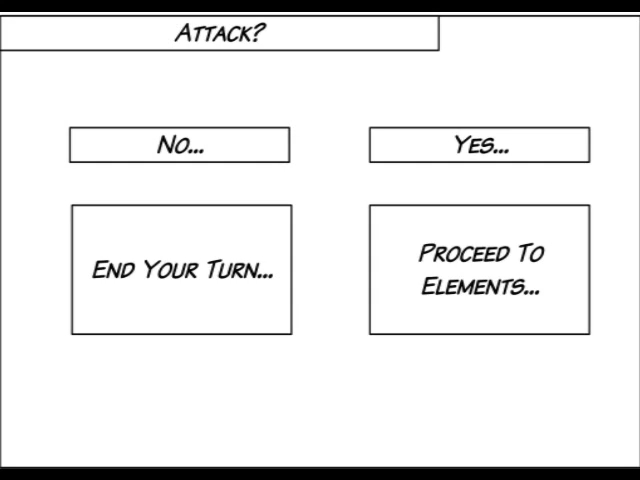 Attack?
No...
Yes...
End Your Turn...
Proceed To
Elements...